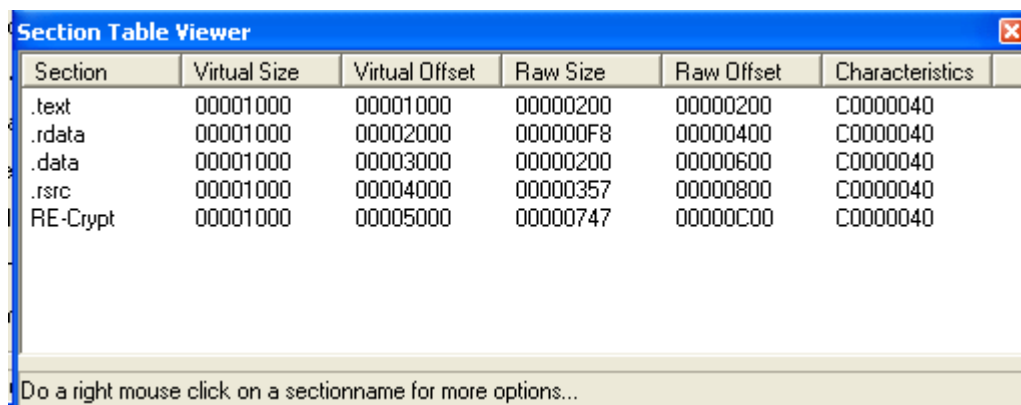 Section Table Viewer
Section Virtual Size Virtual Offset Raw Size Raw Offset Characteristics
.text 00001000 00001000 00000200 00000200 C0000040
.rdata 00001000 00002000 000000F8 00000400 C0000040
.data 00001000 00003000 00000200 00000600 C0000040
.rsrc 00001000 00004000 00000357 00000800 C0000040
RE-Crypt 00001000 00005000 00000747 00000C00 C0000040
Do a right mouse click on a sectionname for more options...